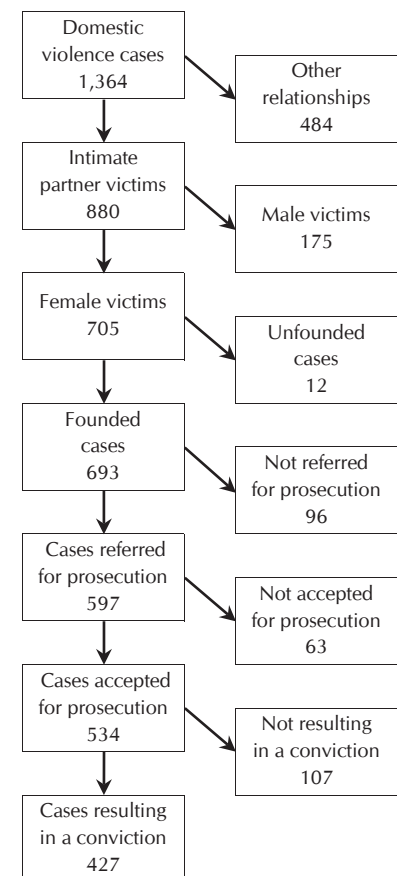 Domestic
violence cases
1,364
Other
relationships
484
Intimate
partner victims
880
Male victims
175
Female victims
705
Unfounded
cases
12
Founded
cases
693
Not referred
for prosecution
96
Cases referred
for prosecution
597
Not accepted
for prosecution
63
Cases accepted
for prosecution
534
Not resulting
in a conviction
107
Cases resulting
in a conviction
427